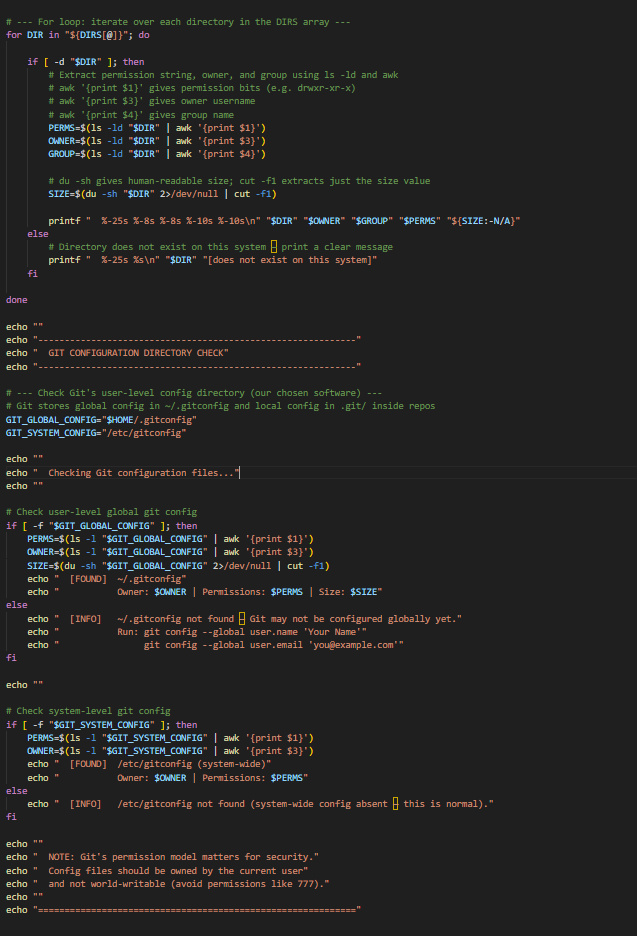 # --- For loop: iterate over each directory in the DIRS array ---
for DIR in "${DIRS[@]}"; do
    if [ -d "$DIR" ]; then
        # Extract permission string, owner, and group using ls -ld and awk
        # awk '{print $1}' gives permission bits (e.g. drwxr-xr-x)
        # awk '{print $3}' gives owner username
        # awk '{print $4}' gives group name
        PERMS=$(ls -ld "$DIR" | awk '{print $1}')
        OWNER=$(ls -ld "$DIR" | awk '{print $3}')
        GROUP=$(ls -ld "$DIR" | awk '{print $4}')
        # du -sh gives human-readable size; cut -f1 extracts just the size value
        SIZE=$(du -sh "$DIR" 2>/dev/null | cut -f1)
        printf "  %-25s %-8s %-8s %-10s %-10s\n" "$DIR" "$OWNER" "$GROUP" "$PERMS" "${SIZE:-N/A}"
    else
        # Directory does not exist on this system – print a clear message
        printf "  %-25s %s\n" "$DIR" "[does not exist on this system]"
    fi
done
echo ""
echo "------------------------------------------------------------"
echo "  GIT CONFIGURATION DIRECTORY CHECK"
echo "------------------------------------------------------------"
# --- Check Git's user-level config directory (our chosen software) ---
# Git stores global config in ~/.gitconfig and local config in .git/ inside repos
GIT_GLOBAL_CONFIG="$HOME/.gitconfig"
GIT_SYSTEM_CONFIG="/etc/gitconfig"
echo ""
echo "  Checking Git configuration files..."
echo ""
# Check user-level global git config
if [ -f "$GIT_GLOBAL_CONFIG" ]; then
    PERMS=$(ls -l "$GIT_GLOBAL_CONFIG" | awk '{print $1}')
    OWNER=$(ls -l "$GIT_GLOBAL_CONFIG" | awk '{print $3}')
    SIZE=$(du -sh "$GIT_GLOBAL_CONFIG" 2>/dev/null | cut -f1)
    echo "  [FOUND]  ~/.gitconfig"
    echo "           Owner: $OWNER | Permissions: $PERMS | Size: $SIZE"
else
    echo "  [INFO]   ~/.gitconfig not found – Git may not be configured globally yet."
    echo "           Run: git config --global user.name 'Your Name'"
    echo "                git config --global user.email 'you@example.com'"
fi
echo ""
# Check system-level git config
if [ -f "$GIT_SYSTEM_CONFIG" ]; then
    PERMS=$(ls -l "$GIT_SYSTEM_CONFIG" | awk '{print $1}')
    OWNER=$(ls -l "$GIT_SYSTEM_CONFIG" | awk '{print $3}')
    echo "  [FOUND]  /etc/gitconfig (system-wide)"
    echo "           Owner: $OWNER | Permissions: $PERMS"
else
    echo "  [INFO]   /etc/gitconfig not found (system-wide config absent – this is normal)."
fi
echo ""
echo "  NOTE: Git's permission model matters for security."
echo "  Config files should be owned by the current user"
echo "  and not world-writable (avoid permissions like 777)."
echo ""
echo "============================================================"